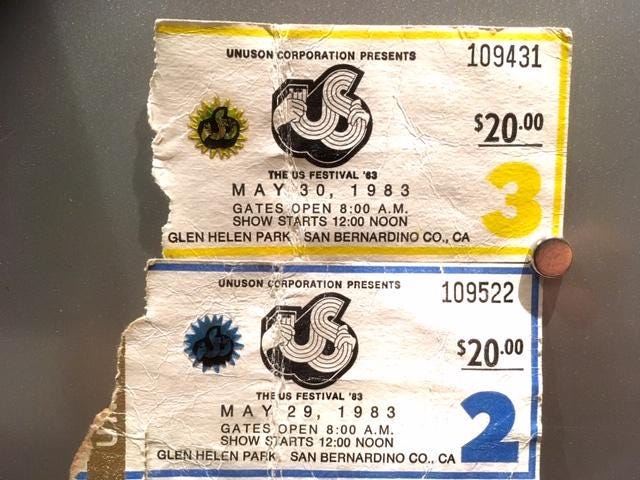 UNUSON CORPORATION PRESENTS
109431
US
$20.00
THE US FESTIVAL '83
MAY 30, 1983
GATES OPEN 8:00 A.M.
SHOW STARTS 12:00 NOON
GLEN HELEN PARK SAN BERNARDINO CO., CA
3
UNUSON CORPORATION PRESENTS
109522
US
$20.00
THE US FESTIVAL '83
MAY 29, 1983
GATES OPEN 8:00 A.M.
SHOW STARTS 12:00 NOON
GLEN HELEN PARK SAN BERNARDINO CO., CA
2